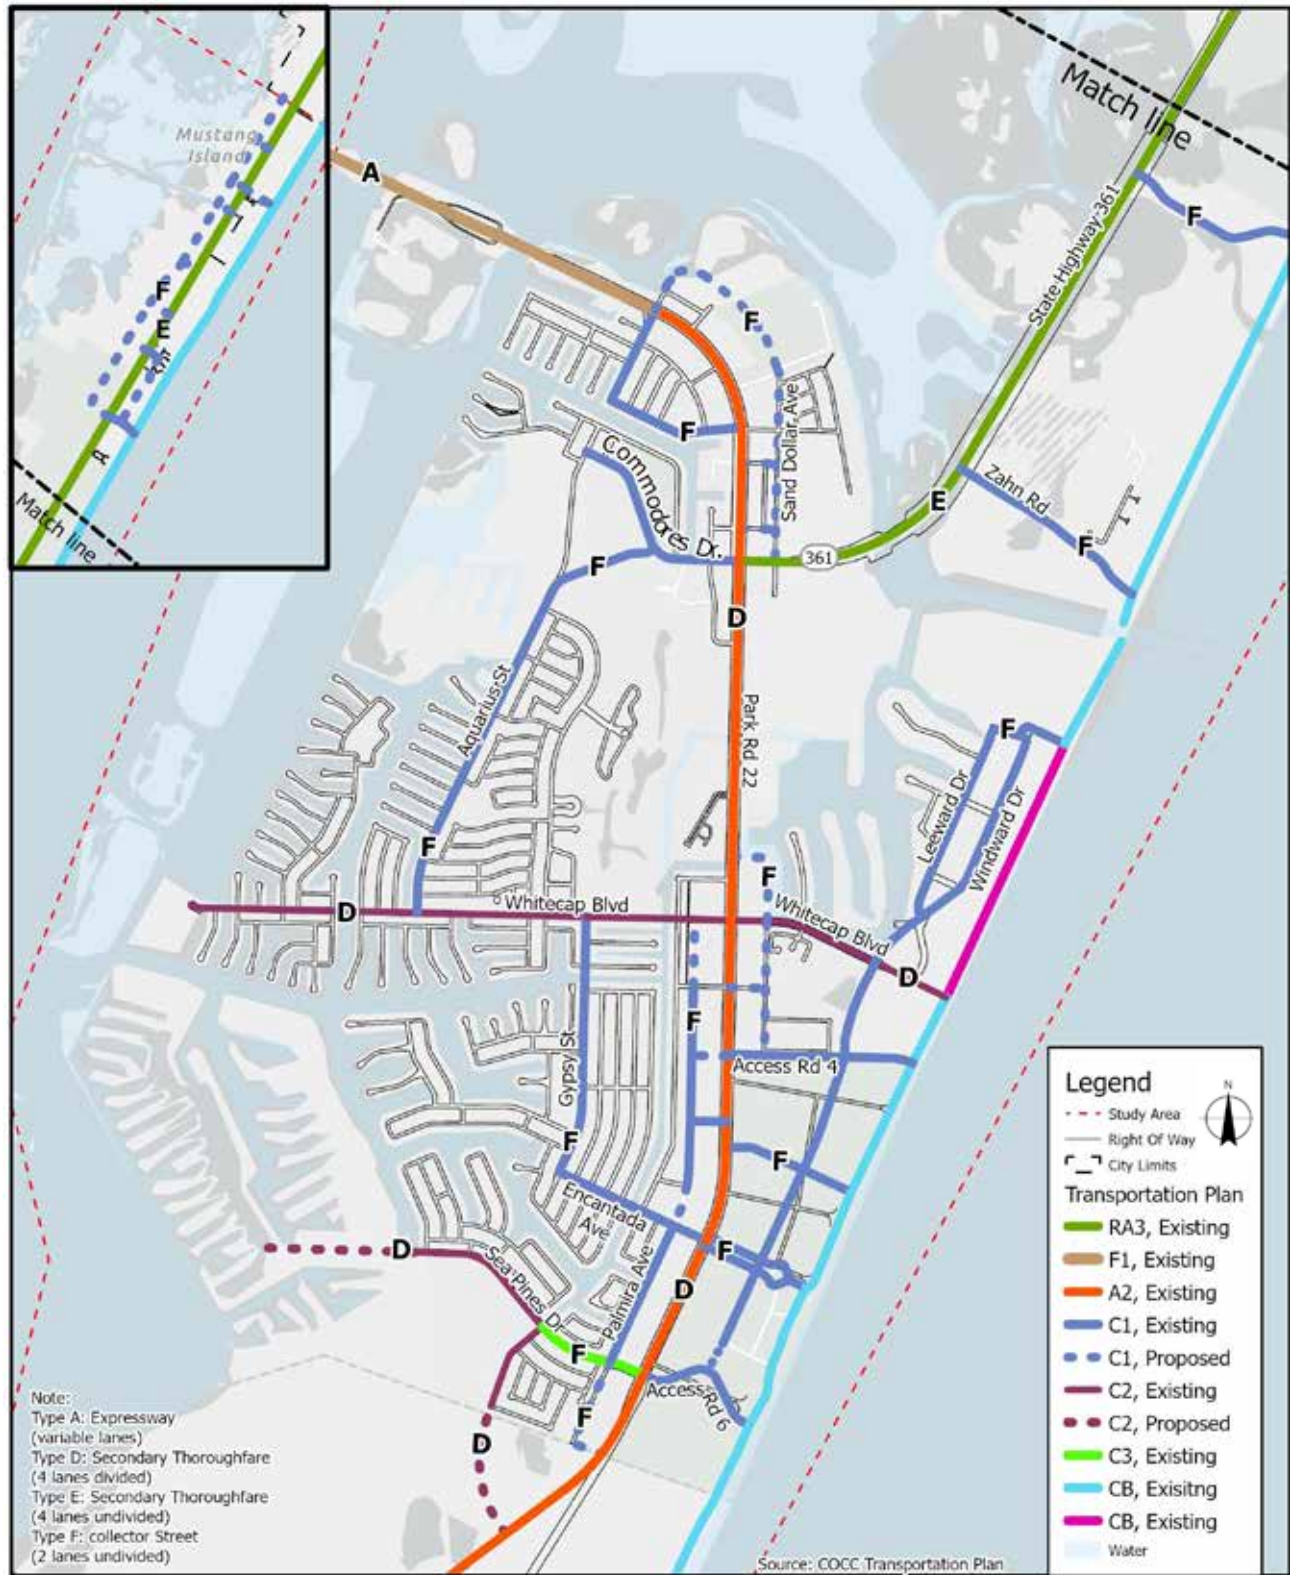 Mustang
Island
F
E
A
Match line
A
Match line
F
State Highway 361
F
Sand Dollar Ave
F
Commodores Dr.
E
Zahn Rd
F
361
F
D
Aquarius St
Park Rd 22
F
Leeward Dr
Windward Dr
F
F
Whitecap Blvd
D
Whitecap Blvd
D
F
Gypsy St
Access Rd 4
F
F
Encantada
Ave
F
D
Sea Pines Dr
Palmira Ave
D
F
Access Rd 6
F
D
Legend
N
Study Area
Right Of Way
City Limits
Transportation Plan
RA3, Existing
F1, Existing
A2, Existing
C1, Existing
C1, Proposed
C2, Existing
C2, Proposed
C3, Existing
CB, Exisitng
CB, Existing
Water
Note:
Type A: Expressway
(variable lanes)
Type D: Secondary Thoroughfare
(4 lanes divided)
Type E: Secondary Thoroughfare
(4 lanes undivided)
Type F: collector Street
(2 lanes undivided)
Source: COCC Transportation Plan